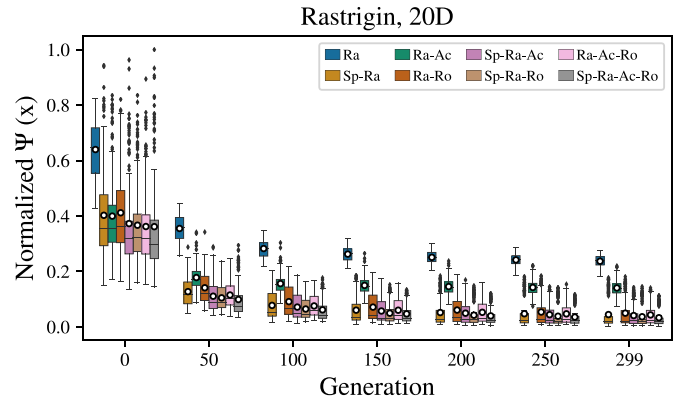 Rastrigin, 20D
Normalized Ψ (x)
1.0
0.8
0.6
0.4
0.2
0.0
Ra Ra-Ac Sp-Ra-Ac Ra-Ac-Ro
Sp-Ra Ra-Ro Sp-Ra-Ro Sp-Ra-Ac-Ro
0 50 100 150 200 250 299
Generation